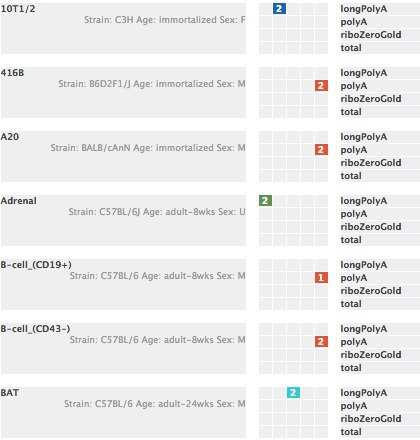 10T1/2 2 longPolyA
Strain: C3H Age: immortalized Sex: F polyA
riboZeroGold
total
416B longPolyA
Strain: B6D2F1/J Age: immortalized Sex: M 2 polyA
riboZeroGold
total
A20 longPolyA
Strain: BALB/cAnN Age: immortalized Sex: M 2 polyA
riboZeroGold
total
Adrenal 2 longPolyA
Strain: C57BL/6J Age: adult-8wks Sex: U polyA
riboZeroGold
total
B-cell_(CD19+) longPolyA
Strain: C57BL/6 Age: adult-8wks Sex: M 1 polyA
riboZeroGold
total
B-cell_(CD43-) longPolyA
Strain: C57BL/6 Age: adult-8wks Sex: M 2 polyA
riboZeroGold
total
BAT 2 longPolyA
Strain: C57BL/6 Age: adult-24wks Sex: M polyA
riboZeroGold
total